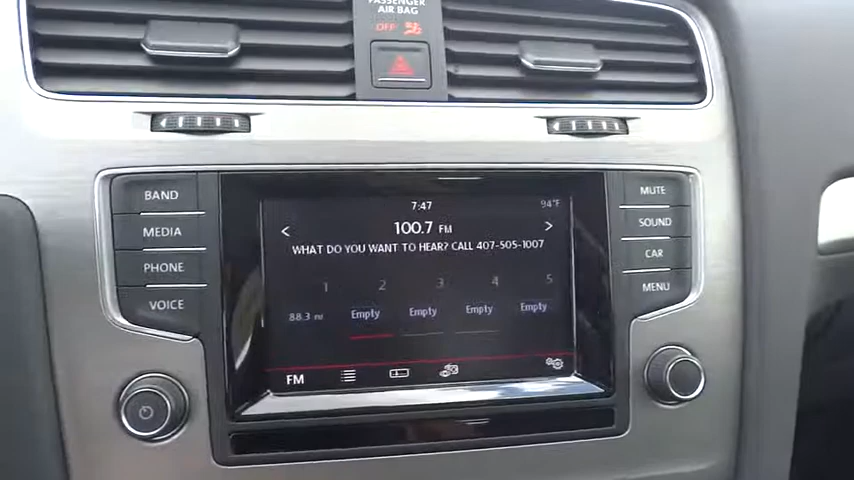 PASSENGER
AIR BAG
OFF
BAND
MEDIA
PHONE
VOICE
MUTE
SOUND
CAR
MENU
7:47
94°F
< 100.7 FM >
WHAT DO YOU WANT TO HEAR? CALL 407-505-1007
1 2 3 4 5
88.3 Empty Empty Empty Empty
FM